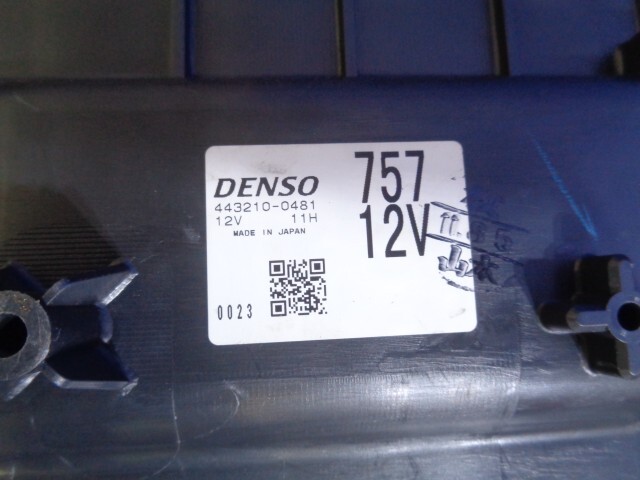 DENSO
443210-0481
12V 11H
MADE IN JAPAN
757
12V
0023